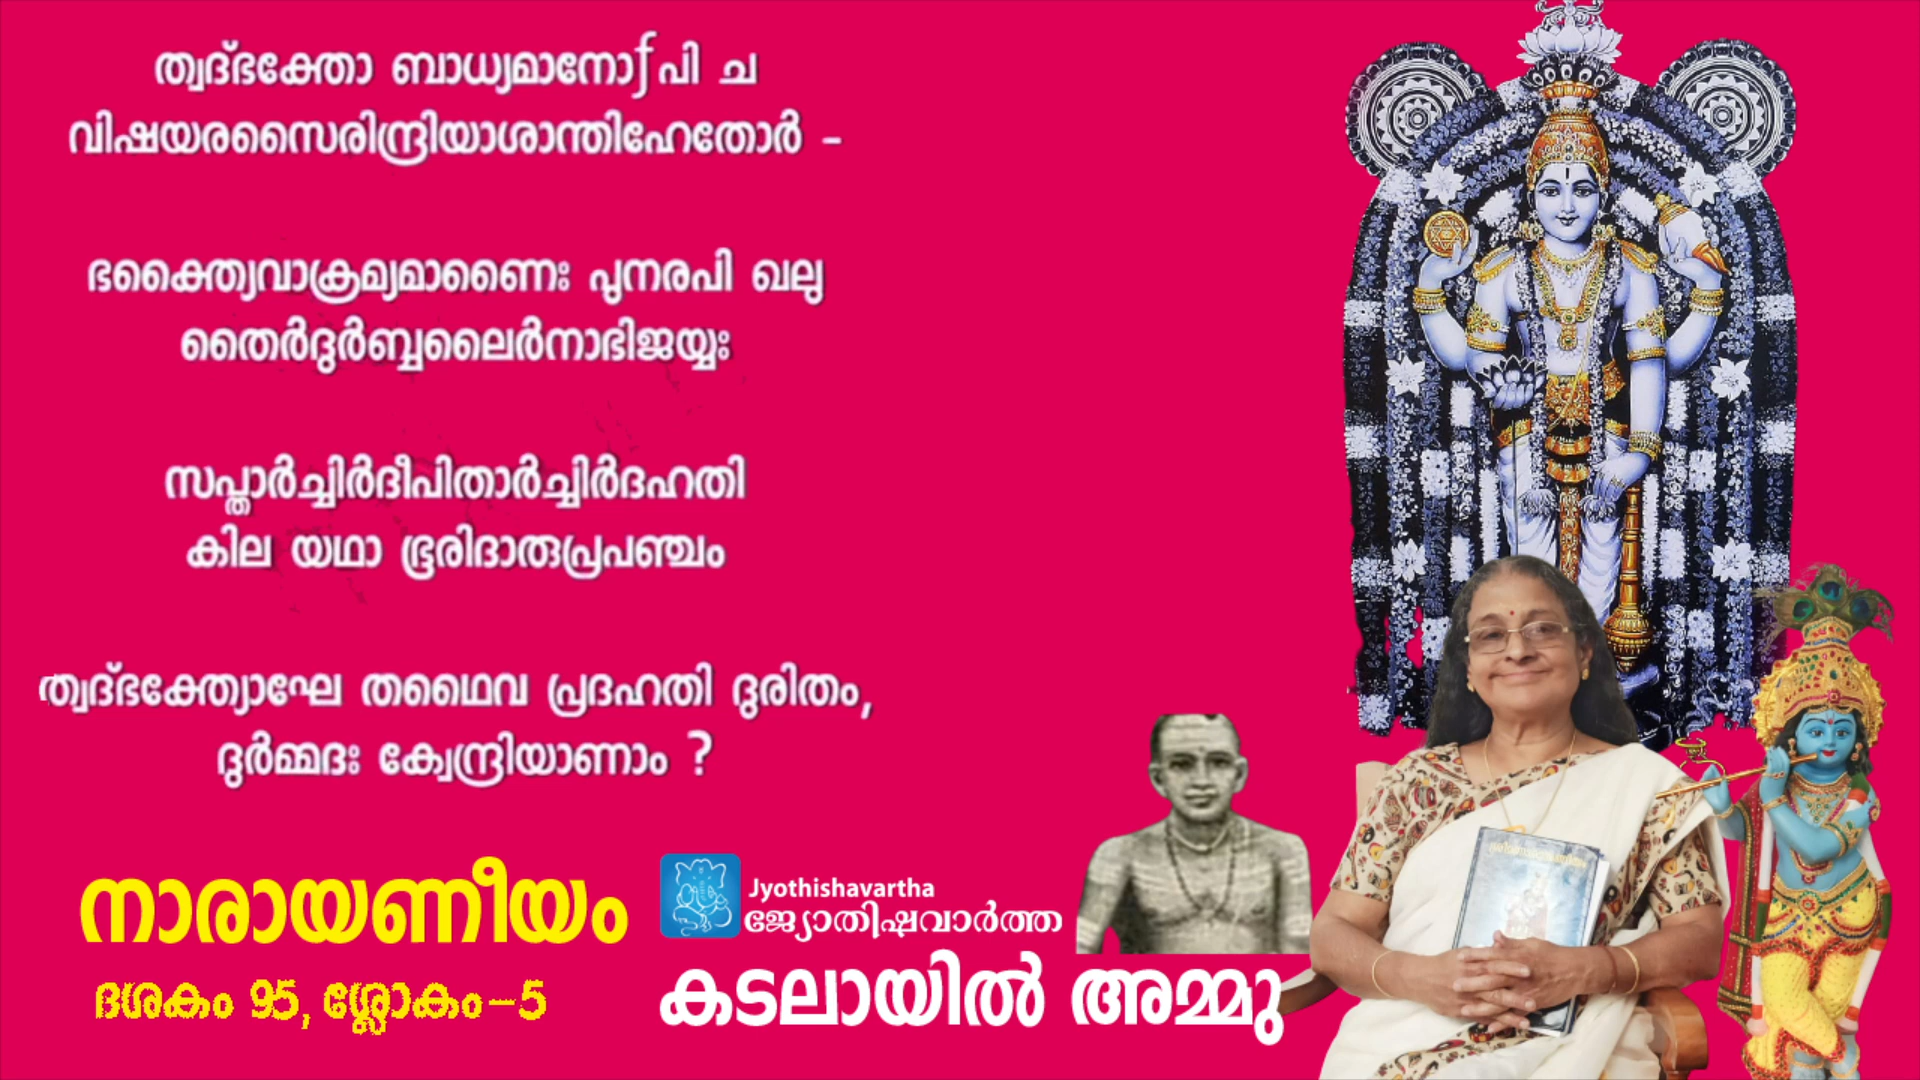 ത്വദ്ഭക്തോ ബാധ്യമാനോഽപി ച
വിഷയരസൈരിന്ദ്രിയാശാന്തിഹേതോർ –
ഭക്ത്യൈവാക്രമ്യമാണൈഃ പുനരപി ഖലു
തൈർദുർബ്ബലൈർനാഭിജയ്യഃ
സപ്താർച്ചിർദീപിതാർച്ചിർദഹതി
കില യഥാ ഭൂരിദാരുപ്രപഞ്ചം
ത്വദ്ഭക്ത്യോഘേ തഥൈവ പ്രദഹതി ദുരിതം,
ദുർമ്മദഃ ക്വേന്ദ്രിയാണാം ?
നാരായണീയം
ദശകം 95, ശ്ലോകം–5
Jyothishavartha
ജ്യോതിഷവാർത്ത
കടലായിൽ അമ്മു